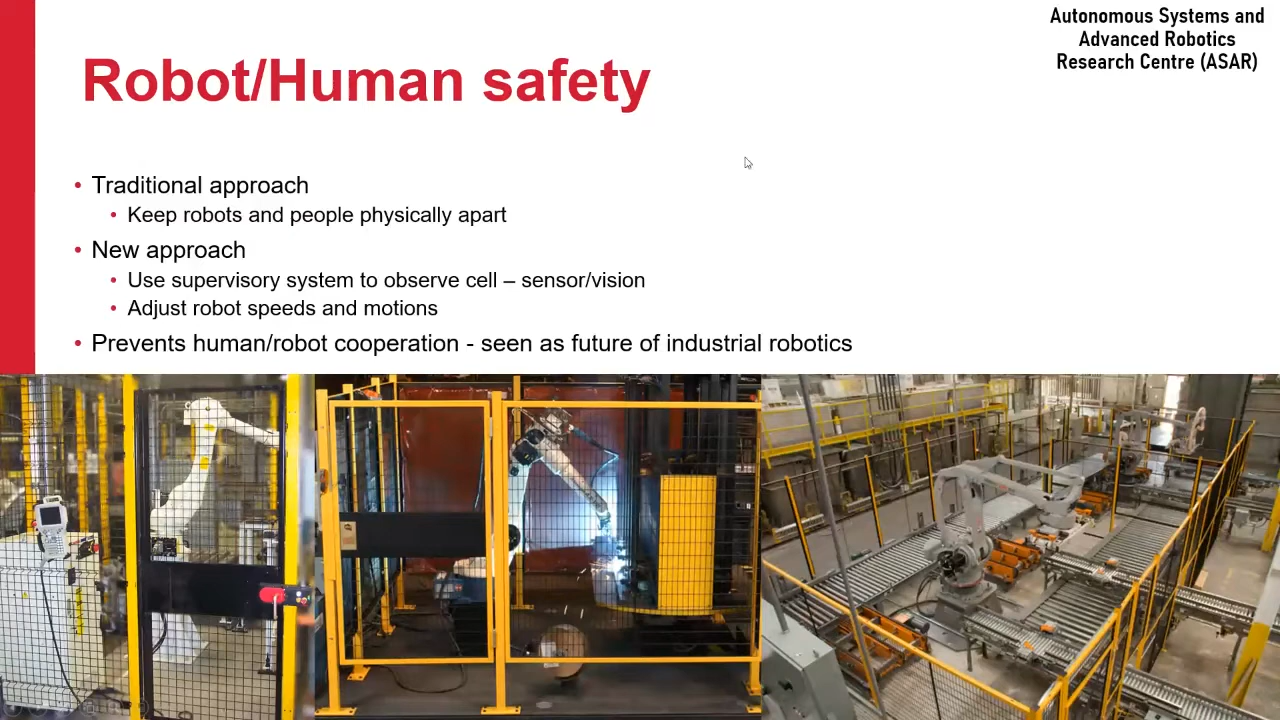 Autonomous Systems and
Advanced Robotics
Research Centre (ASAR)
Robot/Human safety
• Traditional approach
• Keep robots and people physically apart
• New approach
• Use supervisory system to observe cell – sensor/vision
• Adjust robot speeds and motions
• Prevents human/robot cooperation - seen as future of industrial robotics